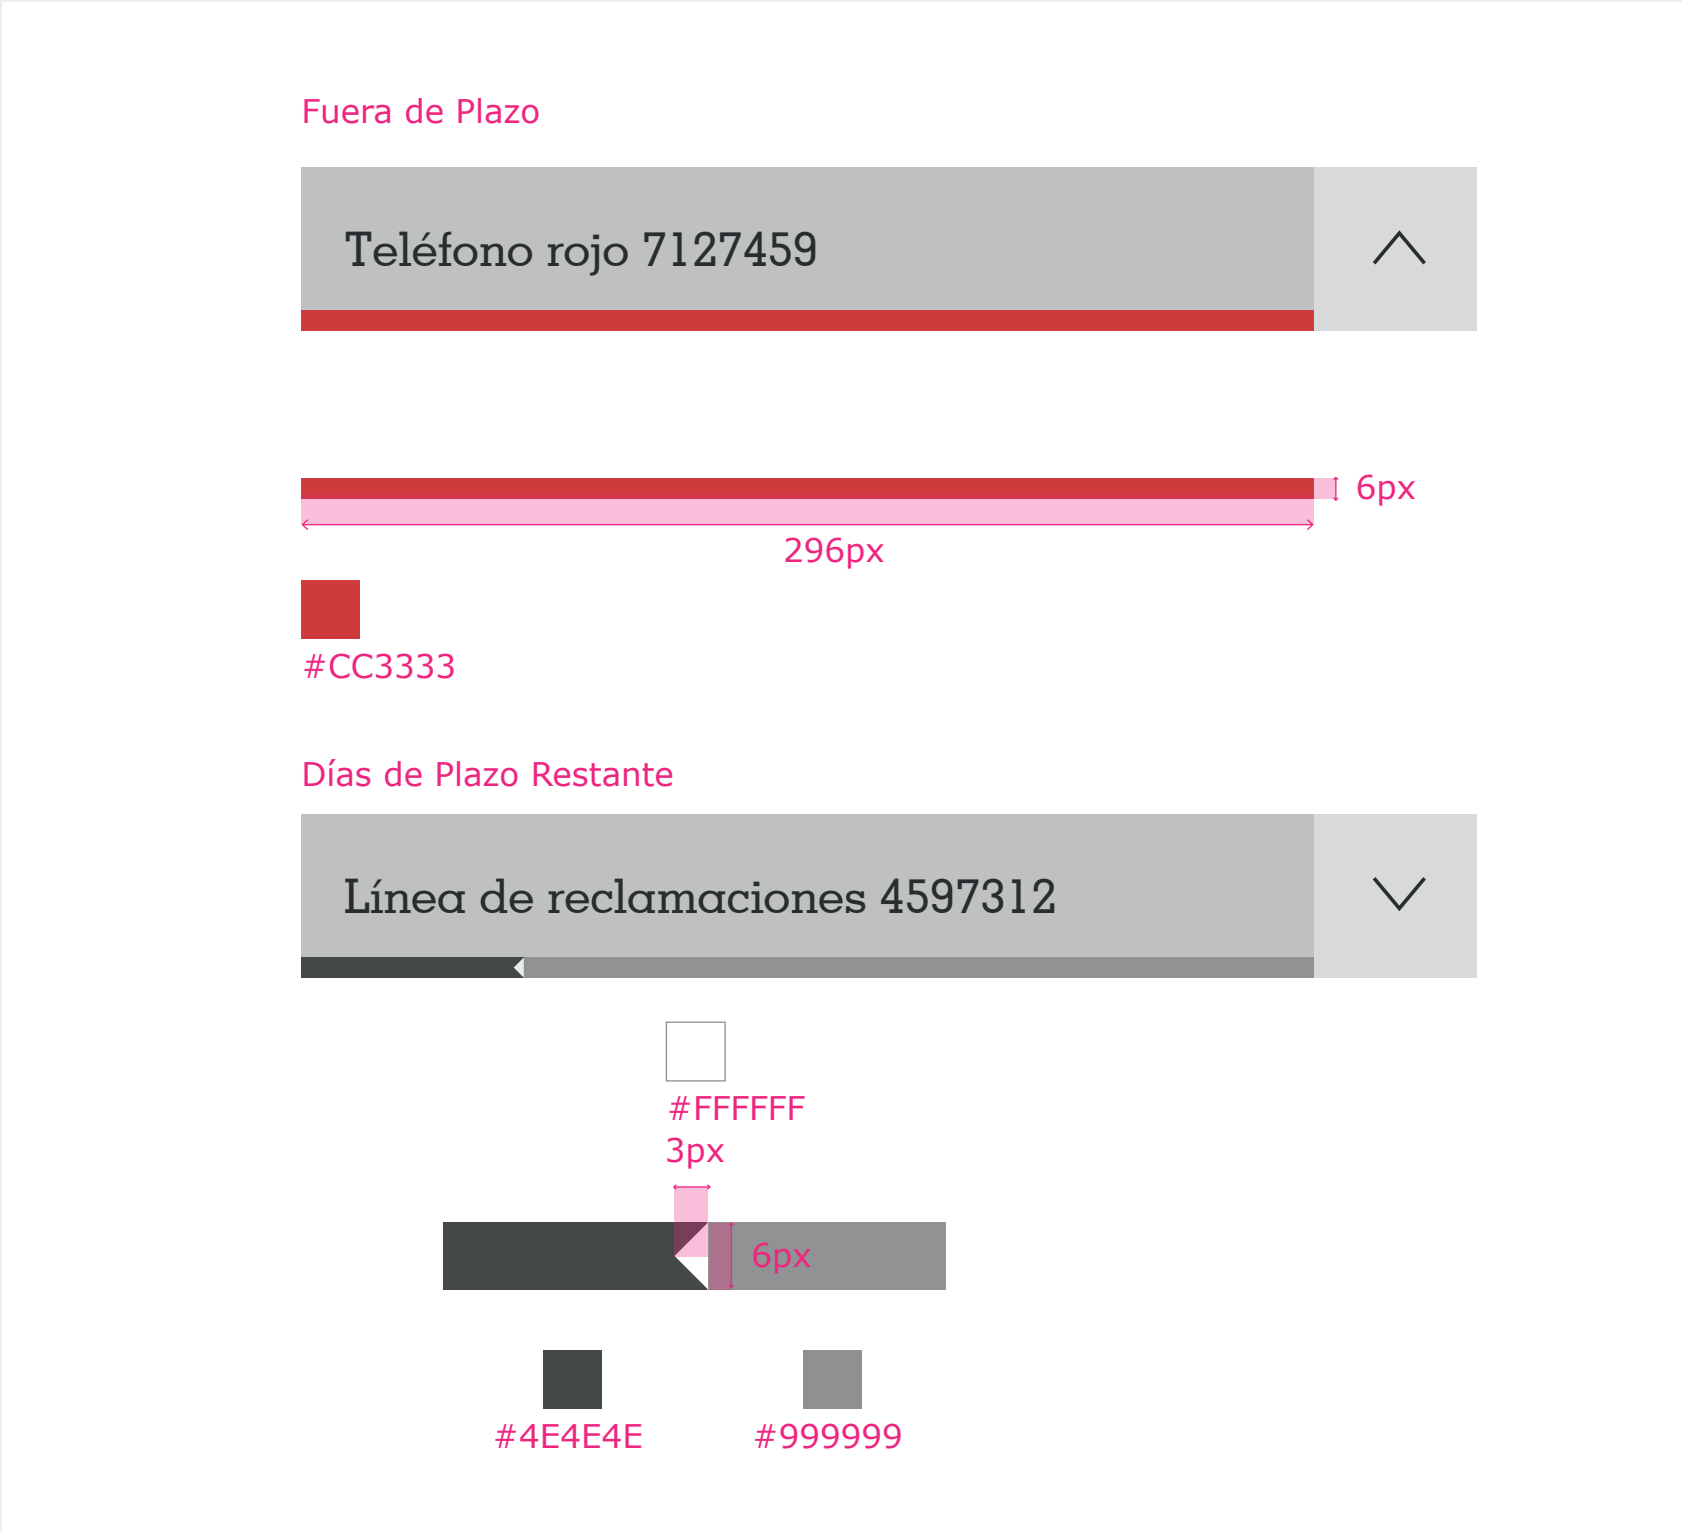 Fuera de Plazo
Teléfono rojo 7127459
6px
296px
#CC3333
Días de Plazo Restante
Línea de reclamaciones 4597312
#FFFFFF
3px
6px
#4E4E4E
#999999